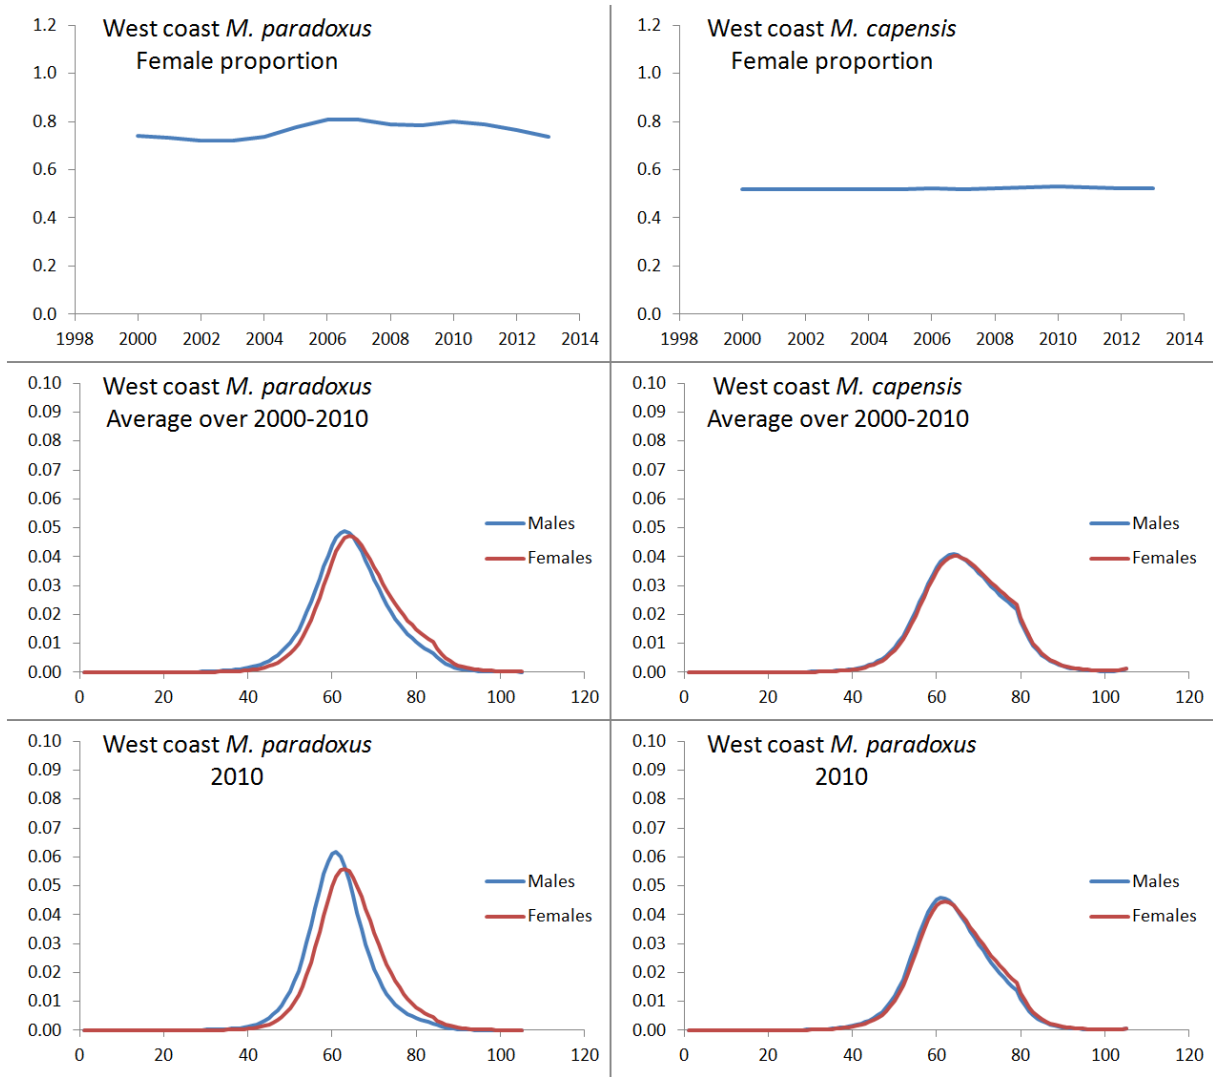 West coast M. paradoxus
Female proportion
1.2
1.0
0.8
0.6
0.4
0.2
0.0
1998 2000 2002 2004 2006 2008 2010 2012 2014
West coast M. capensis
Female proportion
1.2
1.0
0.8
0.6
0.4
0.2
0.0
1998 2000 2002 2004 2006 2008 2010 2012 2014
West coast M. paradoxus
Average over 2000-2010
0.10
0.09
0.08
0.07
0.06
0.05
0.04
0.03
0.02
0.01
0.00
Males
Females
0 20 40 60 80 100 120
West coast M. capensis
Average over 2000-2010
0.10
0.09
0.08
0.07
0.06
0.05
0.04
0.03
0.02
0.01
0.00
Males
Females
0 20 40 60 80 100 120
West coast M. paradoxus
2010
0.10
0.09
0.08
0.07
0.06
0.05
0.04
0.03
0.02
0.01
0.00
Males
Females
0 20 40 60 80 100 120
West coast M. paradoxus
2010
0.10
0.09
0.08
0.07
0.06
0.05
0.04
0.03
0.02
0.01
0.00
Males
Females
0 20 40 60 80 100 120